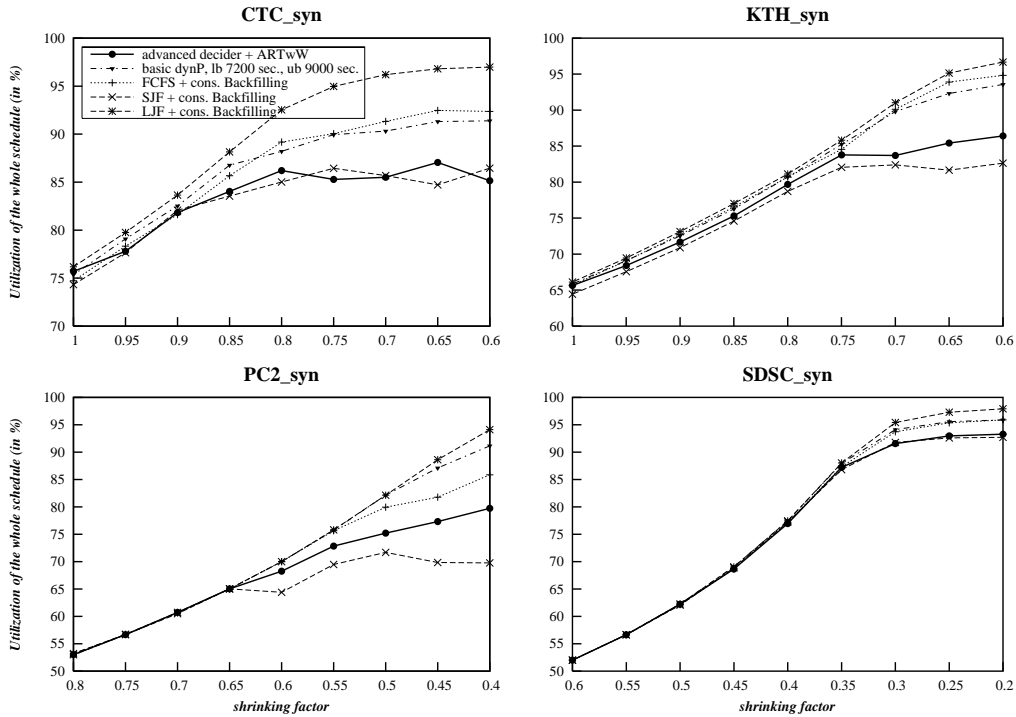 CTC_syn
Utilization of the whole schedule (in %)
100
95
90
85
80
75
70
advanced decider + ARTwW
basic dynP, lb 7200 sec., ub 9000 sec.
FCFS + cons. Backfilling
SJF + cons. Backfilling
LJF + cons. Backfilling
1 0.95 0.9 0.85 0.8 0.75 0.7 0.65 0.6
KTH_syn
100
95
90
85
80
75
70
65
60
1 0.95 0.9 0.85 0.8 0.75 0.7 0.65 0.6
PC2_syn
Utilization of the whole schedule (in %)
100
95
90
85
80
75
70
65
60
55
50
0.8 0.75 0.7 0.65 0.6 0.55 0.5 0.45 0.4
shrinking factor
SDSC_syn
100
95
90
85
80
75
70
65
60
55
50
0.6 0.55 0.5 0.45 0.4 0.35 0.3 0.25 0.2
shrinking factor